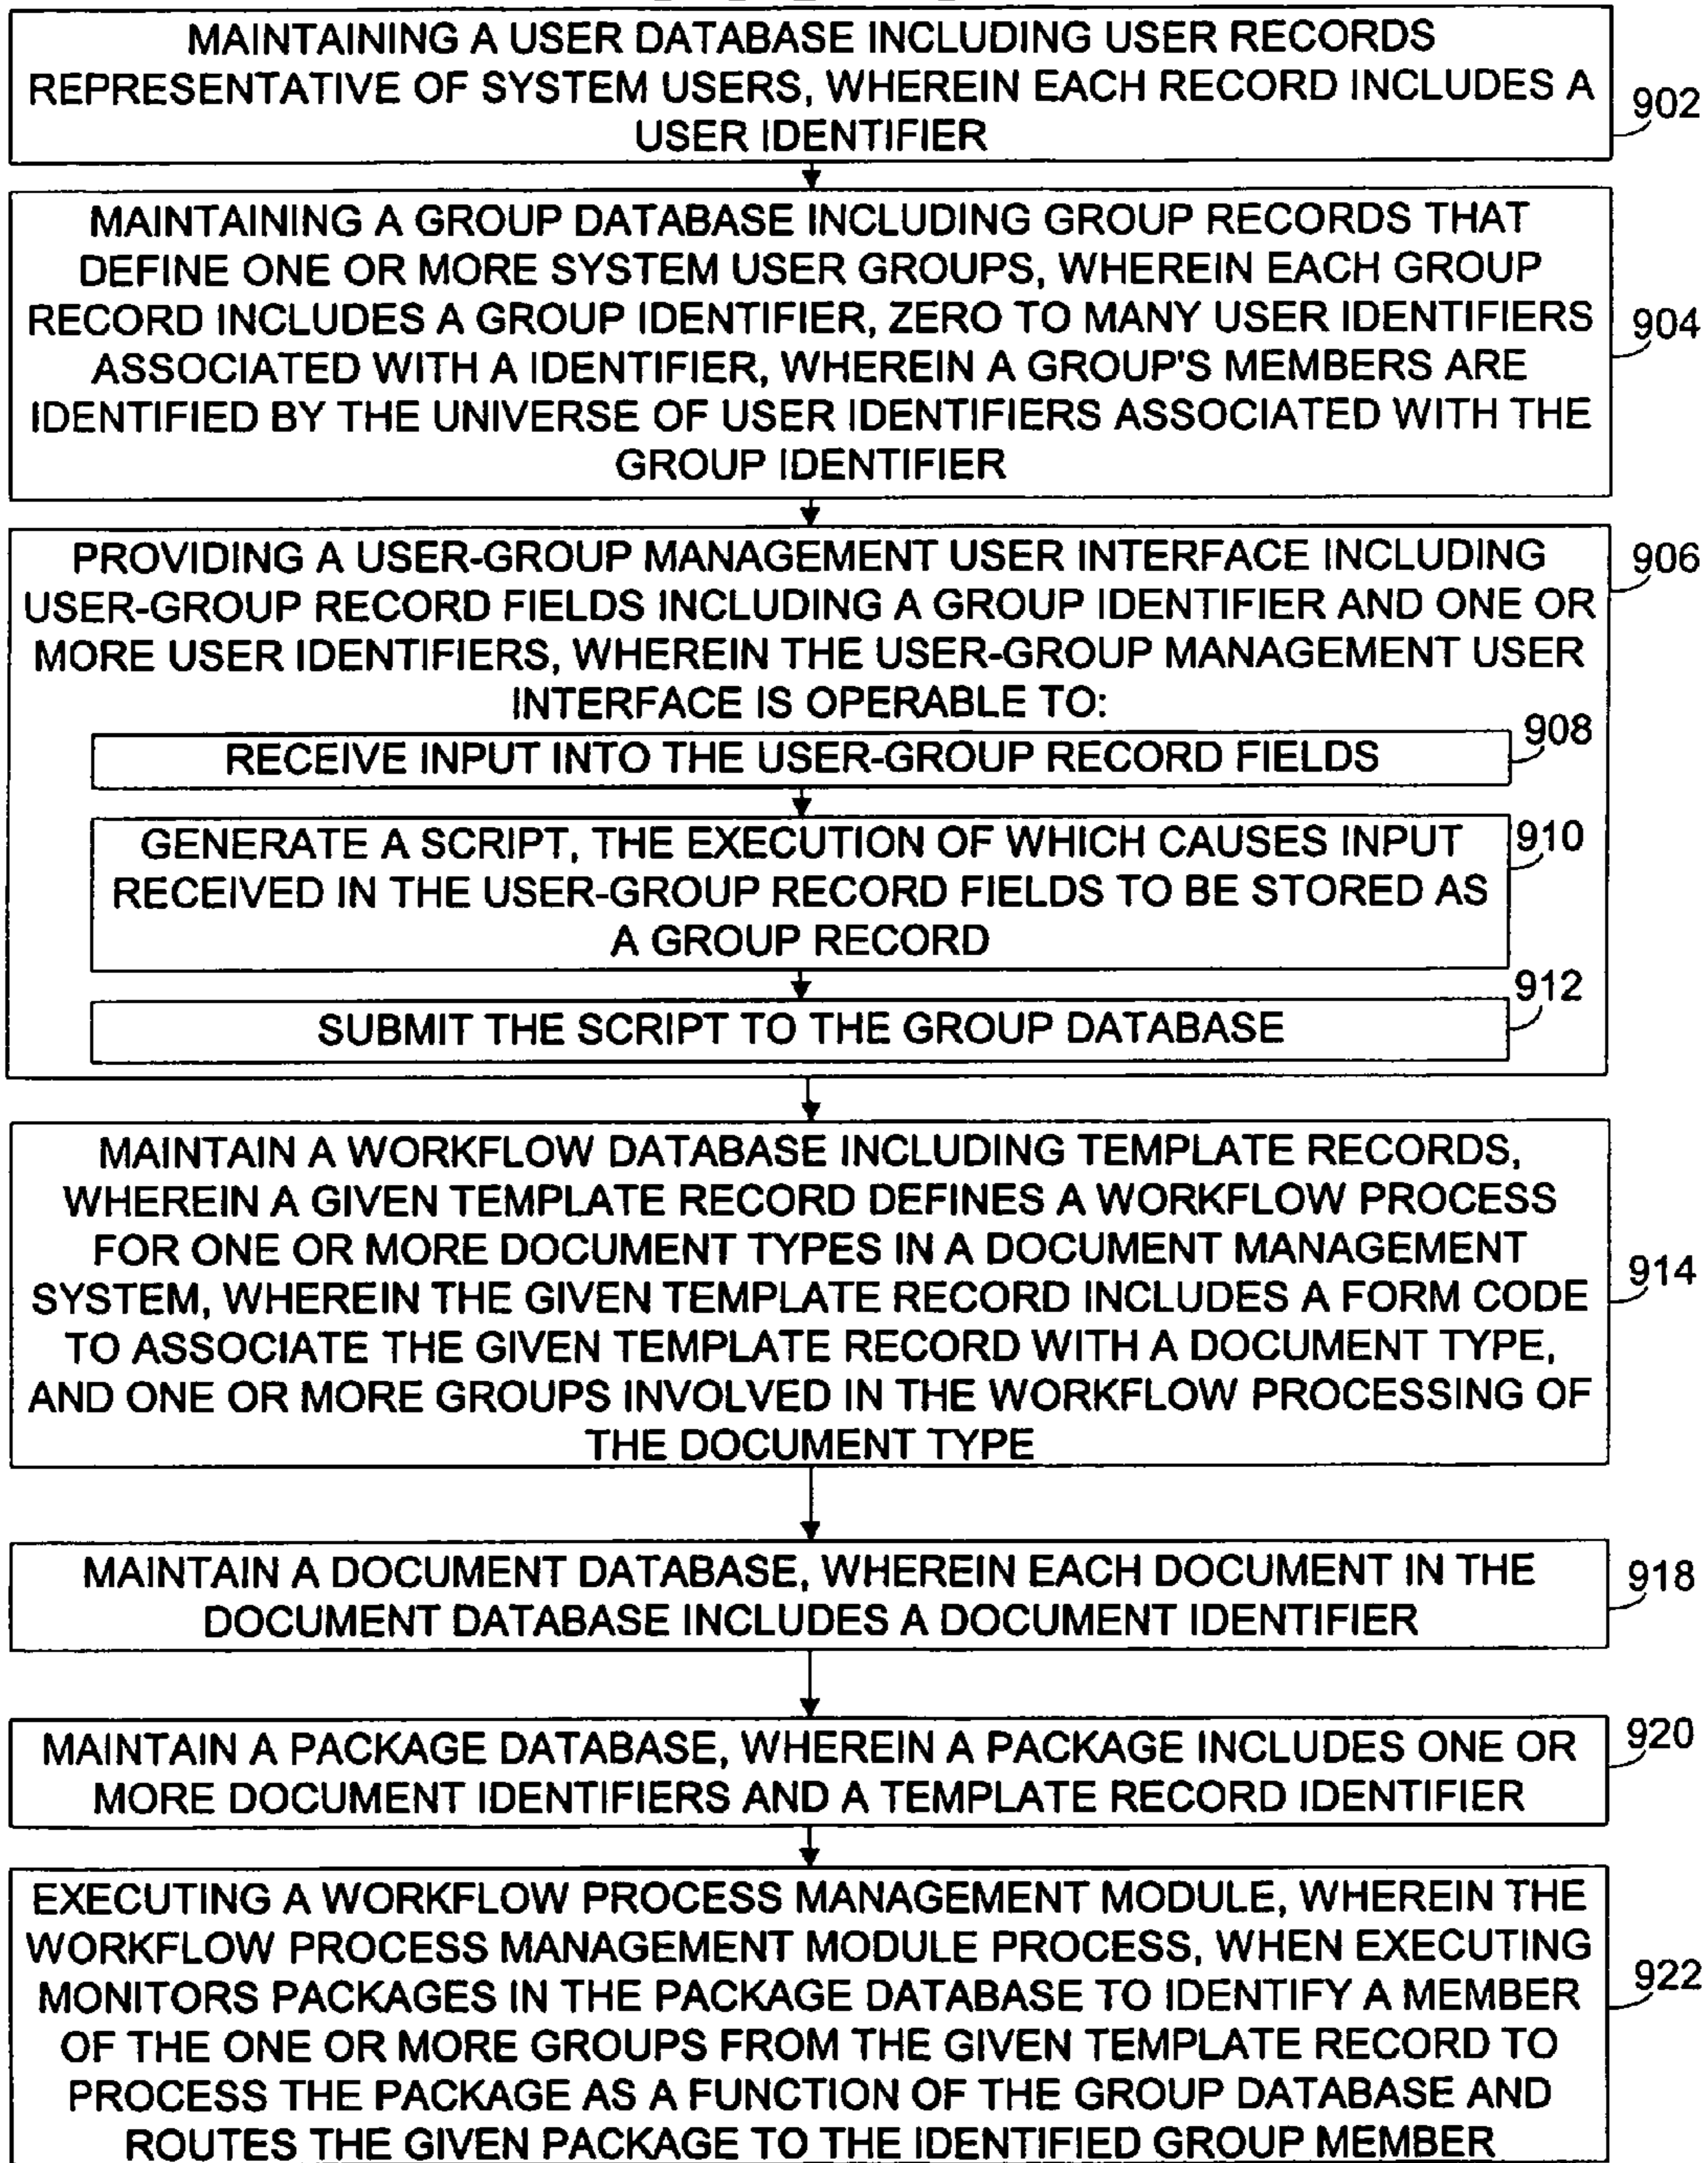 MAINTAINING A USER DATABASE INCLUDING USER RECORDS
REPRESENTATIVE OF SYSTEM USERS, WHEREIN EACH RECORD INCLUDES A
USER IDENTIFIER
902
MAINTAINING A GROUP DATABASE INCLUDING GROUP RECORDS THAT
DEFINE ONE OR MORE SYSTEM USER GROUPS, WHEREIN EACH GROUP
RECORD INCLUDES A GROUP IDENTIFIER, ZERO TO MANY USER IDENTIFIERS
ASSOCIATED WITH A IDENTIFIER, WHEREIN A GROUP'S MEMBERS ARE
IDENTIFIED BY THE UNIVERSE OF USER IDENTIFIERS ASSOCIATED WITH THE
GROUP IDENTIFIER
904
PROVIDING A USER-GROUP MANAGEMENT USER INTERFACE INCLUDING
USER-GROUP RECORD FIELDS INCLUDING A GROUP IDENTIFIER AND ONE OR
MORE USER IDENTIFIERS, WHEREIN THE USER-GROUP MANAGEMENT USER
INTERFACE IS OPERABLE TO:
906
RECEIVE INPUT INTO THE USER-GROUP RECORD FIELDS
908
GENERATE A SCRIPT, THE EXECUTION OF WHICH CAUSES INPUT
RECEIVED IN THE USER-GROUP RECORD FIELDS TO BE STORED AS
A GROUP RECORD
910
SUBMIT THE SCRIPT TO THE GROUP DATABASE
912
MAINTAIN A WORKFLOW DATABASE INCLUDING TEMPLATE RECORDS,
WHEREIN A GIVEN TEMPLATE RECORD DEFINES A WORKFLOW PROCESS
FOR ONE OR MORE DOCUMENT TYPES IN A DOCUMENT MANAGEMENT
SYSTEM, WHEREIN THE GIVEN TEMPLATE RECORD INCLUDES A FORM CODE
TO ASSOCIATE THE GIVEN TEMPLATE RECORD WITH A DOCUMENT TYPE,
AND ONE OR MORE GROUPS INVOLVED IN THE WORKFLOW PROCESSING OF
THE DOCUMENT TYPE
914
MAINTAIN A DOCUMENT DATABASE, WHEREIN EACH DOCUMENT IN THE
DOCUMENT DATABASE INCLUDES A DOCUMENT IDENTIFIER
918
MAINTAIN A PACKAGE DATABASE, WHEREIN A PACKAGE INCLUDES ONE OR
MORE DOCUMENT IDENTIFIERS AND A TEMPLATE RECORD IDENTIFIER
920
EXECUTING A WORKFLOW PROCESS MANAGEMENT MODULE, WHEREIN THE
WORKFLOW PROCESS MANAGEMENT MODULE PROCESS, WHEN EXECUTING
MONITORS PACKAGES IN THE PACKAGE DATABASE TO IDENTIFY A MEMBER
OF THE ONE OR MORE GROUPS FROM THE GIVEN TEMPLATE RECORD TO
PROCESS THE PACKAGE AS A FUNCTION OF THE GROUP DATABASE AND
ROUTES THE GIVEN PACKAGE TO THE IDENTIFIED GROUP MEMBER
922